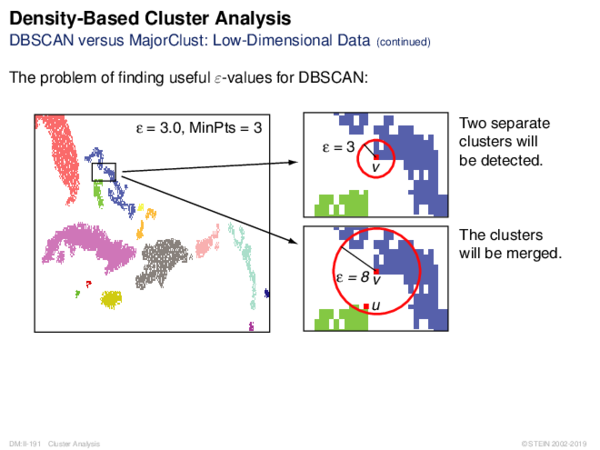 Density-Based Cluster Analysis
DBSCAN versus MajorClust: Low-Dimensional Data (continued)
The problem of finding useful ε-values for DBSCAN:
ε = 3.0, MinPts = 3
ε = 3
v
Two separate
clusters will
be detected.
ε = 8
v
u
The clusters
will be merged.
DM:II-191 Cluster Analysis
© STEIN 2002-2019